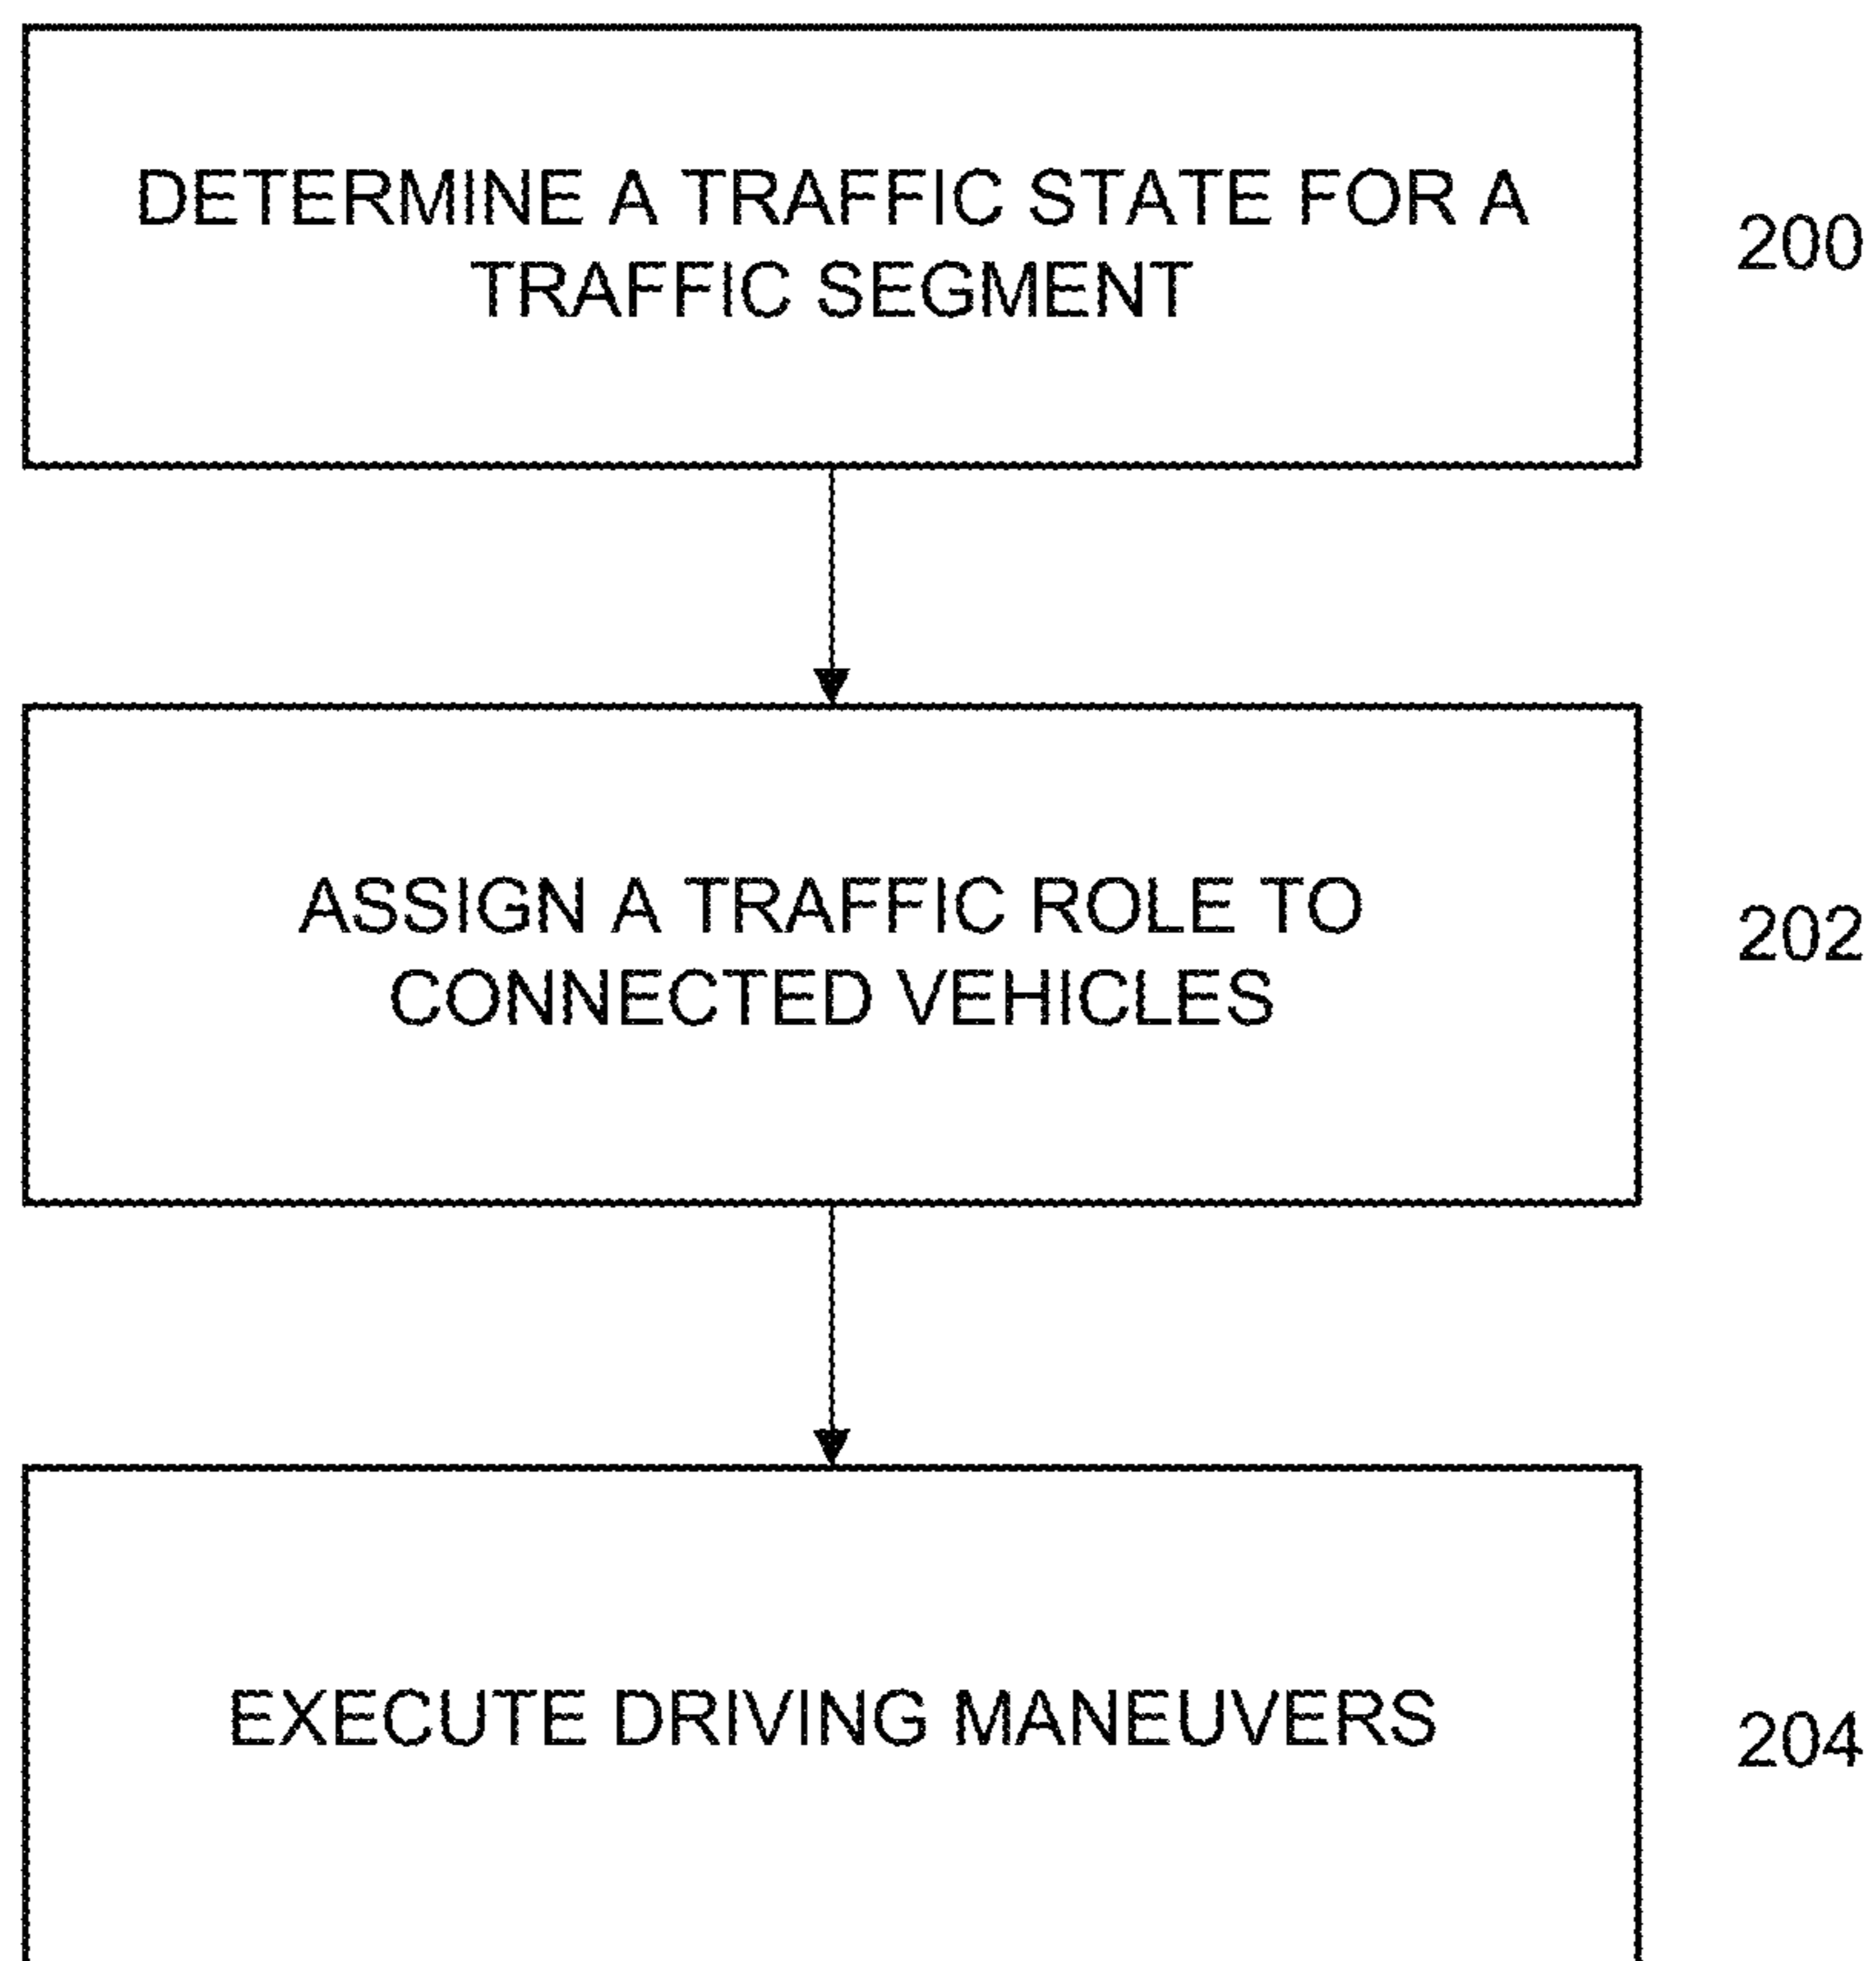 DETERMINE A TRAFFIC STATE FOR A
TRAFFIC SEGMENT
200
ASSIGN A TRAFFIC ROLE TO
CONNECTED VEHICLES
202
EXECUTE DRIVING MANEUVERS
204